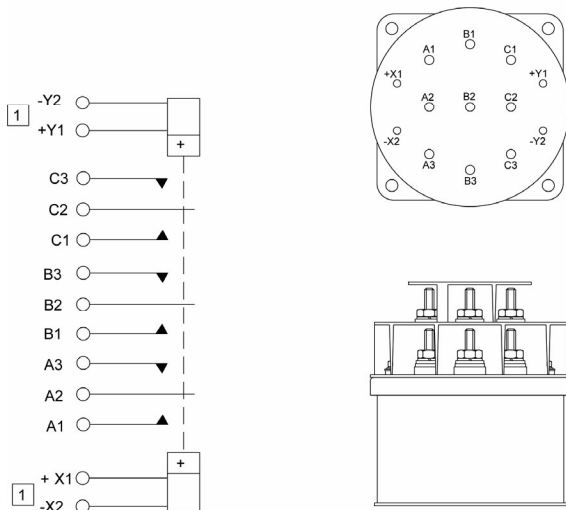 -Y2
1
+Y1
+
C3
C2
C1
B3
B2
B1
A3
A2
A1
+
+ X1
1
-X2
B1
A1
C1
+X1
+Y1
A2
B2
C2
-X2
-Y2
A3
C3
B3